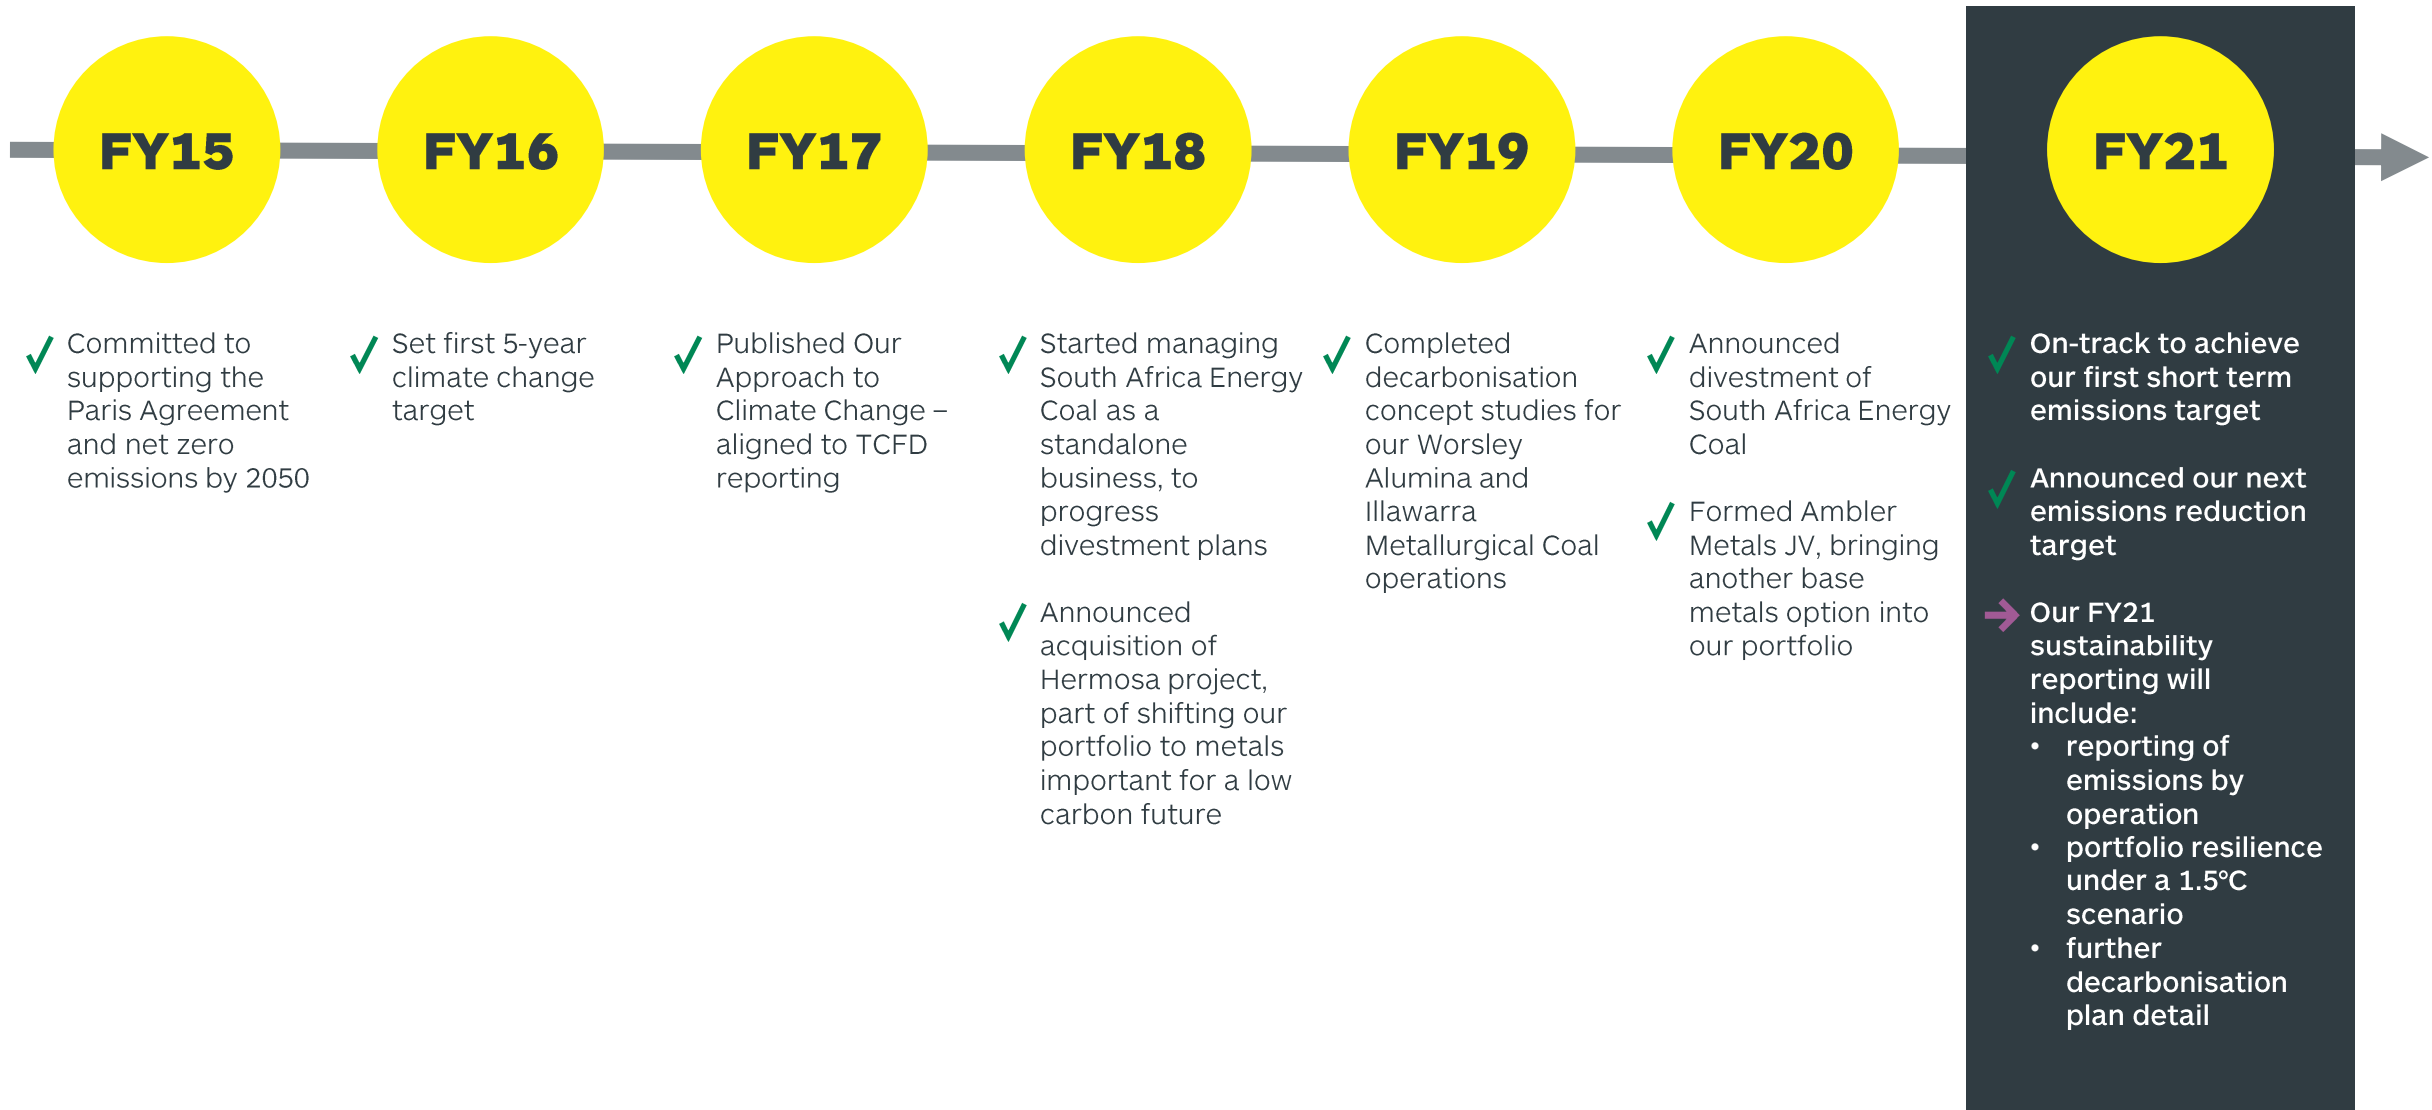 FY15
FY16
FY17
FY18
FY19
FY20
FY21
Committed to
supporting the
Paris Agreement
and net zero
emissions by 2050
Set first 5-year
climate change
target
Published Our
Approach to
Climate Change –
aligned to TCFD
reporting
Started managing
South Africa Energy
Coal as a
standalone
business, to
progress
divestment plans
Announced
acquisition of
Hermosa project,
part of shifting our
portfolio to metals
important for a low
carbon future
Completed
decarbonisation
concept studies for
our Worsley
Alumina and
Illawarra
Metallurgical Coal
operations
Announced
divestment of
South Africa Energy
Coal
Formed Ambler
Metals JV, bringing
another base
metals option into
our portfolio
On-track to achieve
our first short term
emissions target
Announced our next
emissions reduction
target
Our FY21
sustainability
reporting will
include:
• reporting of
emissions by
operation
• portfolio resilience
under a 1.5°C
scenario
• further
decarbonisation
plan detail